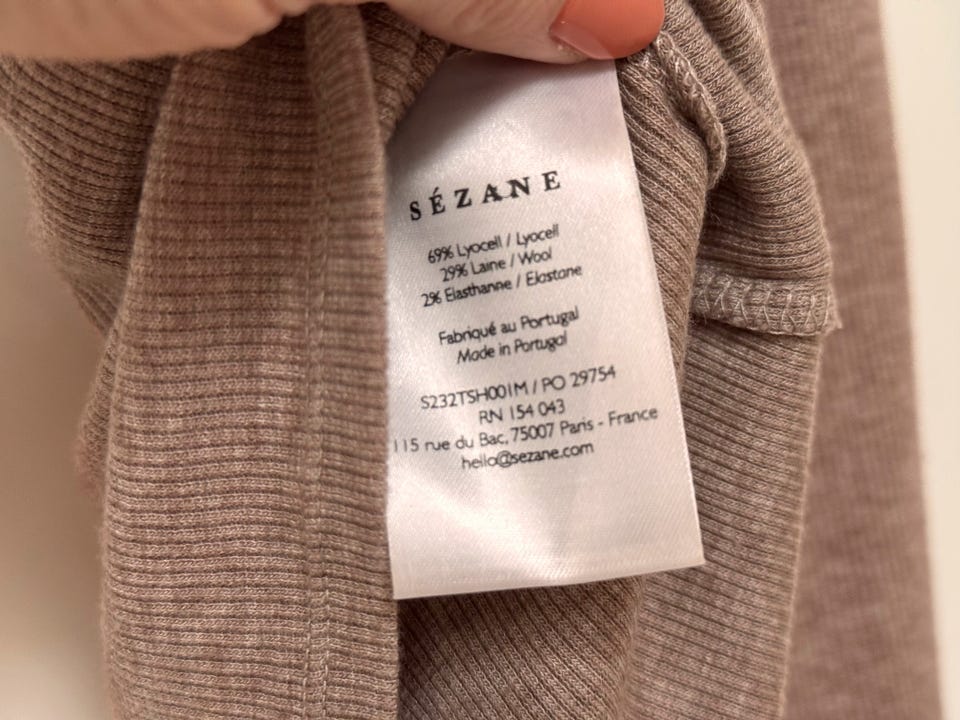 SÉZANE
69% Lyocell / Lyocell
29% Laine / Wool
2% Elasthanne / Elastane
Fabriqué au Portugal
Made in Portugal
S232TSH001M / PO 29754
RN 154 043
115 rue du Bac, 75007 Paris - France
hello@sezane.com